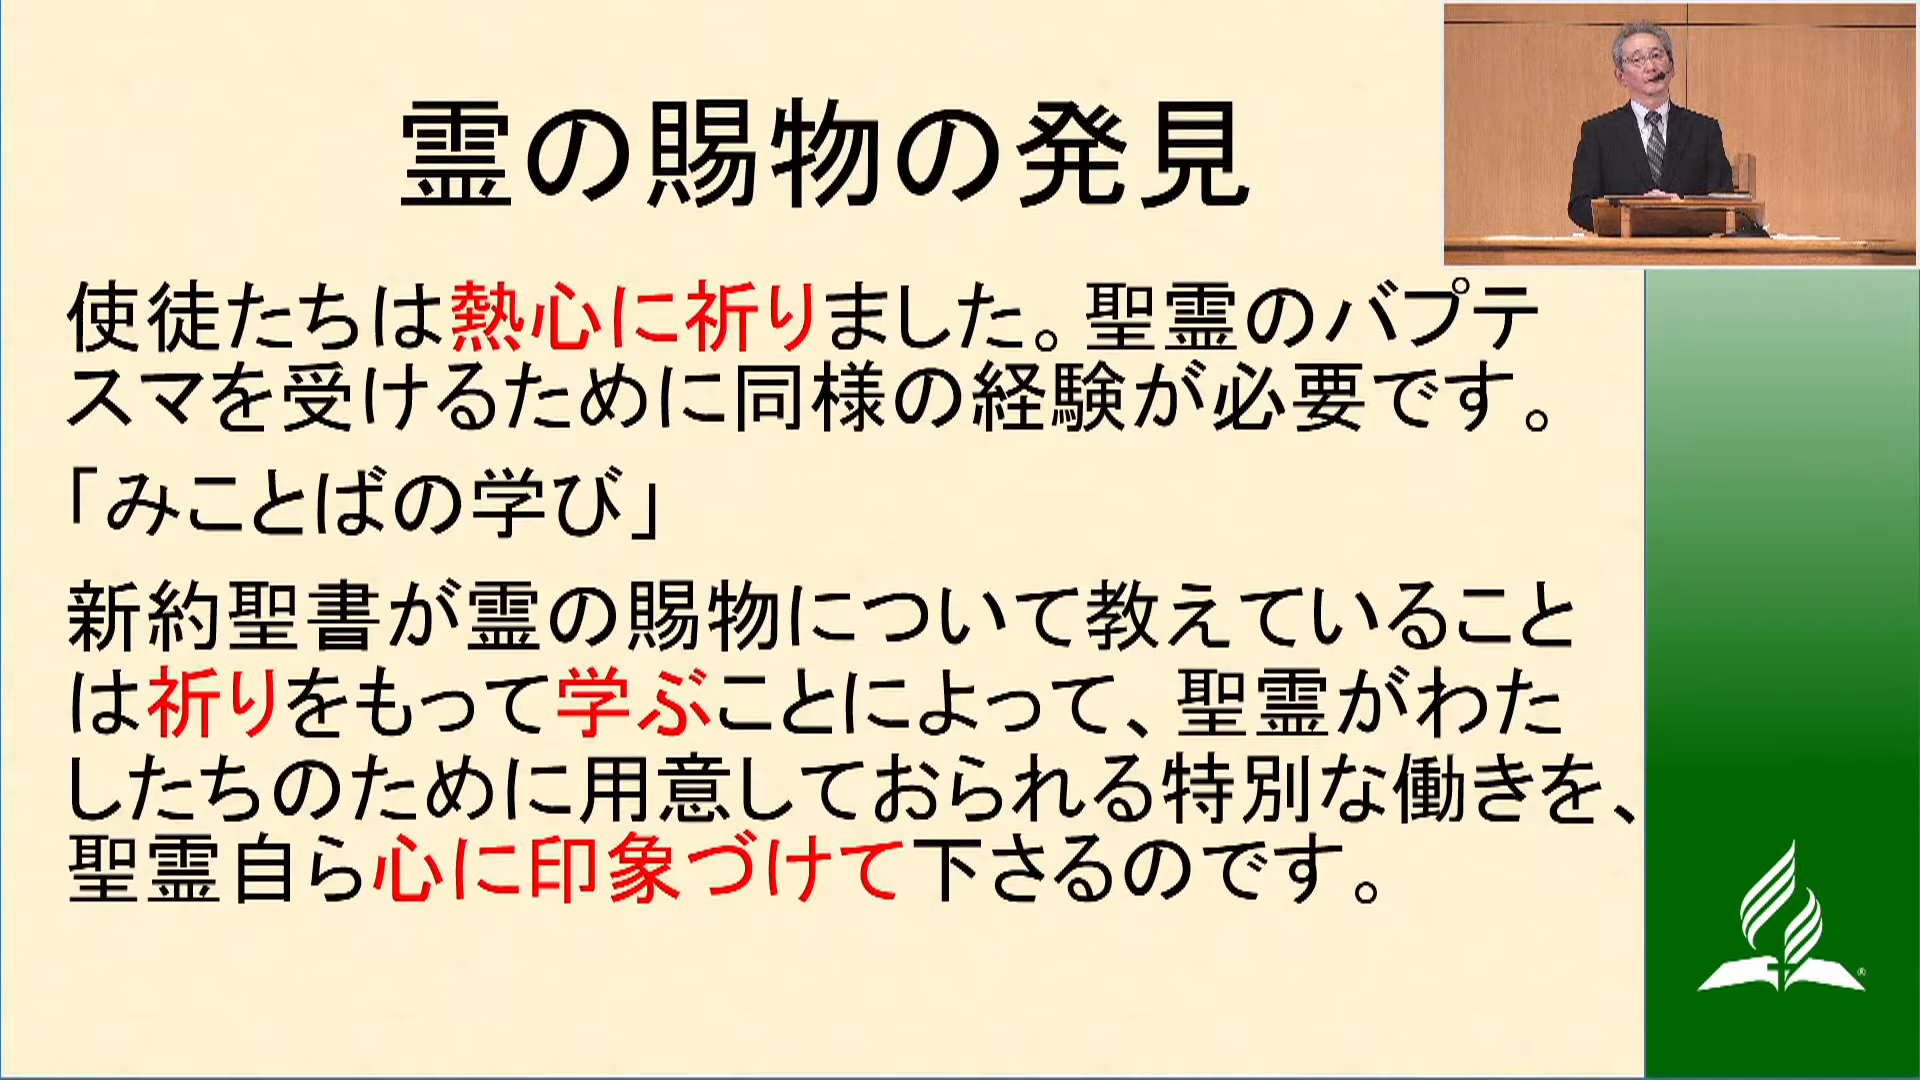 霊の賜物の発見
使徒たちは熱心に祈りました。聖霊のバプテ
スマを受けるために同様の経験が必要です。
「みことばの学び」
新約聖書が霊の賜物について教えていること
は祈りをもって学ぶことによって、聖霊がわた
したちのために用意しておられる特別な働きを、
聖霊自ら心に印象づけて下さるのです。
®